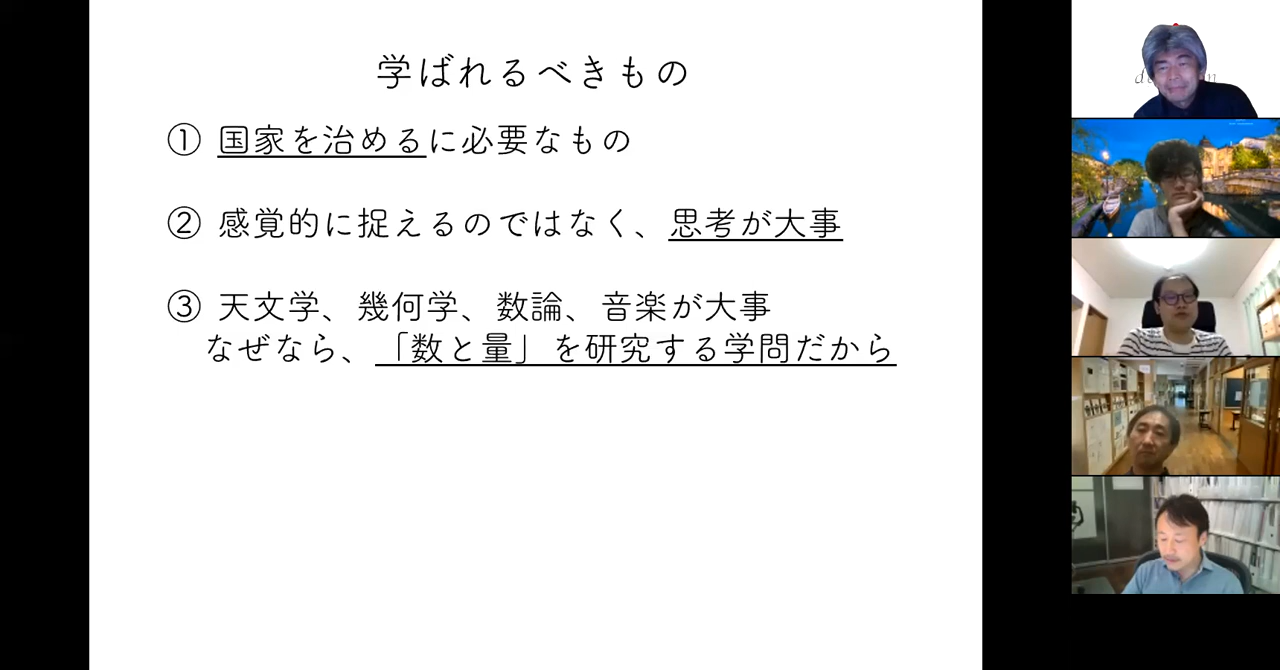 学ばれるべきもの
① 国家を治めるに必要なもの
② 感覚的に捉えるのではなく、思考が大事
③ 天文学、幾何学、数論、音楽が大事
なぜなら、「数と量」を研究する学問だから